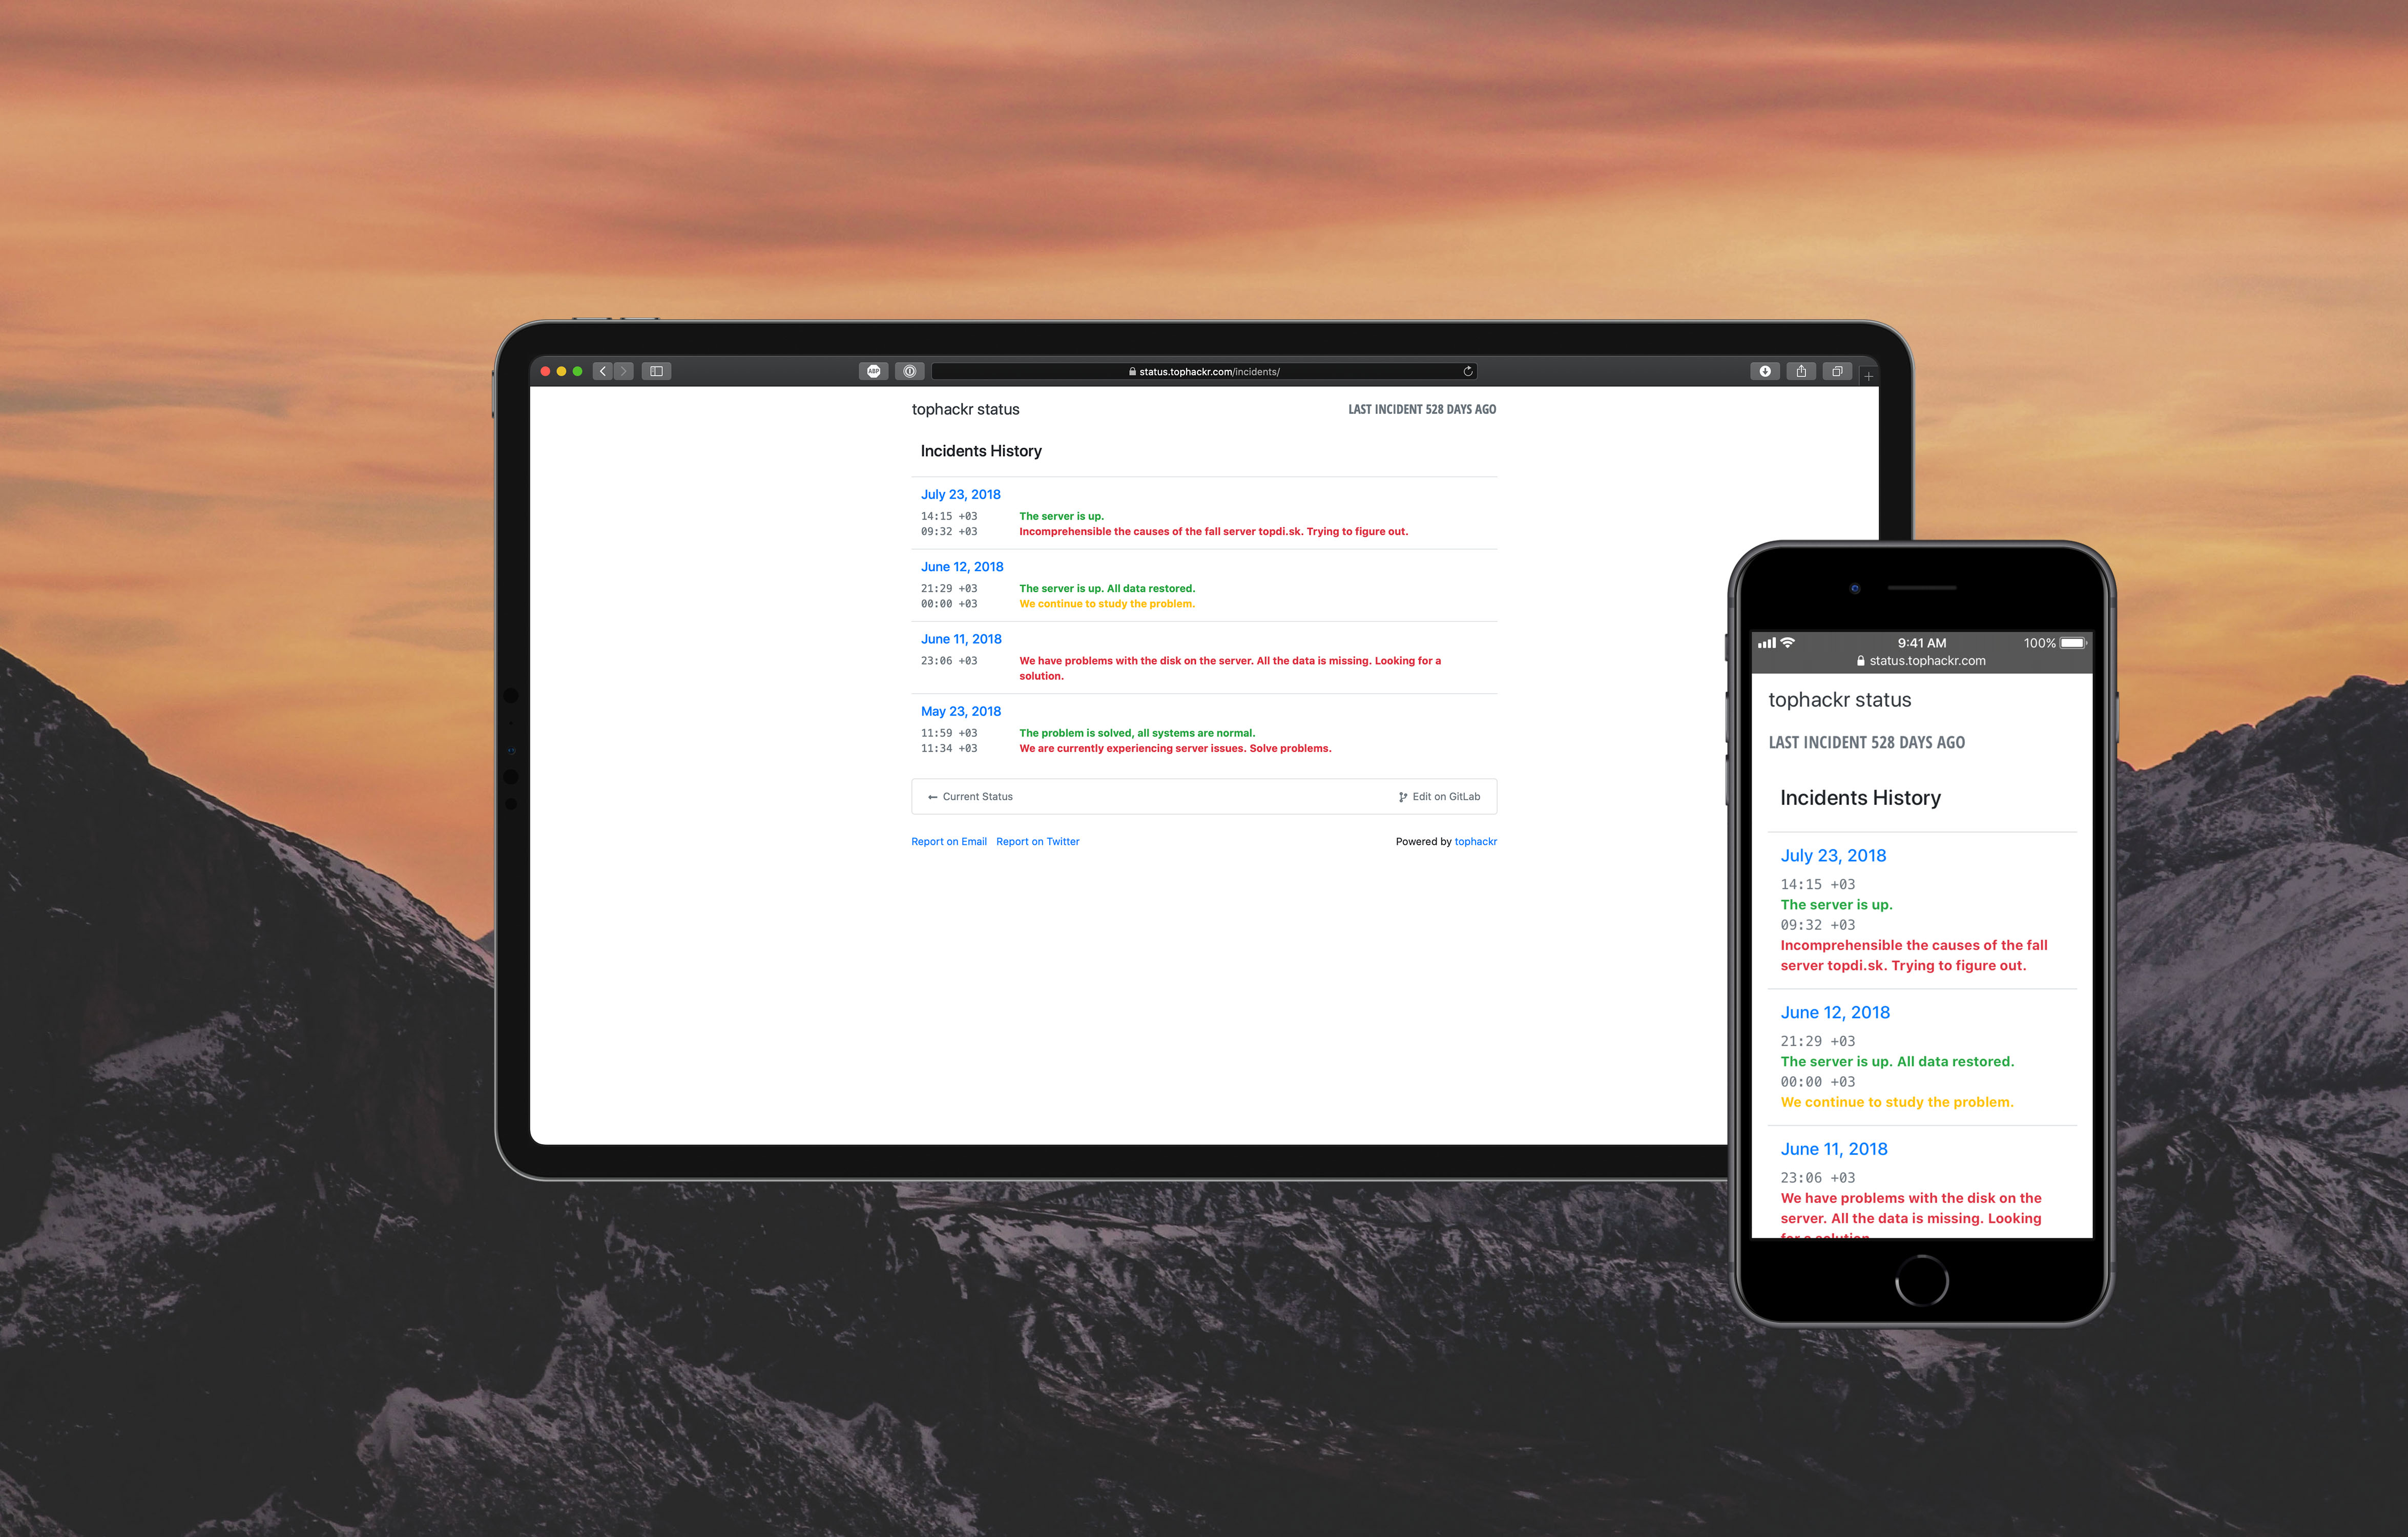 ABP
status.tophackr.com/incidents/
tophackr status
LAST INCIDENT 528 DAYS AGO
Incidents History
July 23, 2018
14:15 +03 The server is up.
09:32 +03 Incomprehensible the causes of the fall server topdi.sk. Trying to figure out.
June 12, 2018
21:29 +03 The server is up. All data restored.
00:00 +03 We continue to study the problem.
June 11, 2018
23:06 +03 We have problems with the disk on the server. All the data is missing. Looking for a
solution.
May 23, 2018
11:59 +03 The problem is solved, all systems are normal.
11:34 +03 We are currently experiencing server issues. Solve problems.
Current Status Edit on GitLab
Report on Email Report on Twitter Powered by tophackr
9:41 AM 100%
status.tophackr.com
tophackr status
LAST INCIDENT 528 DAYS AGO
Incidents History
July 23, 2018
14:15 +03
The server is up.
09:32 +03
Incomprehensible the causes of the fall
server topdi.sk. Trying to figure out.
June 12, 2018
21:29 +03
The server is up. All data restored.
00:00 +03
We continue to study the problem.
June 11, 2018
23:06 +03
We have problems with the disk on the
server. All the data is missing. Looking
for a solution.